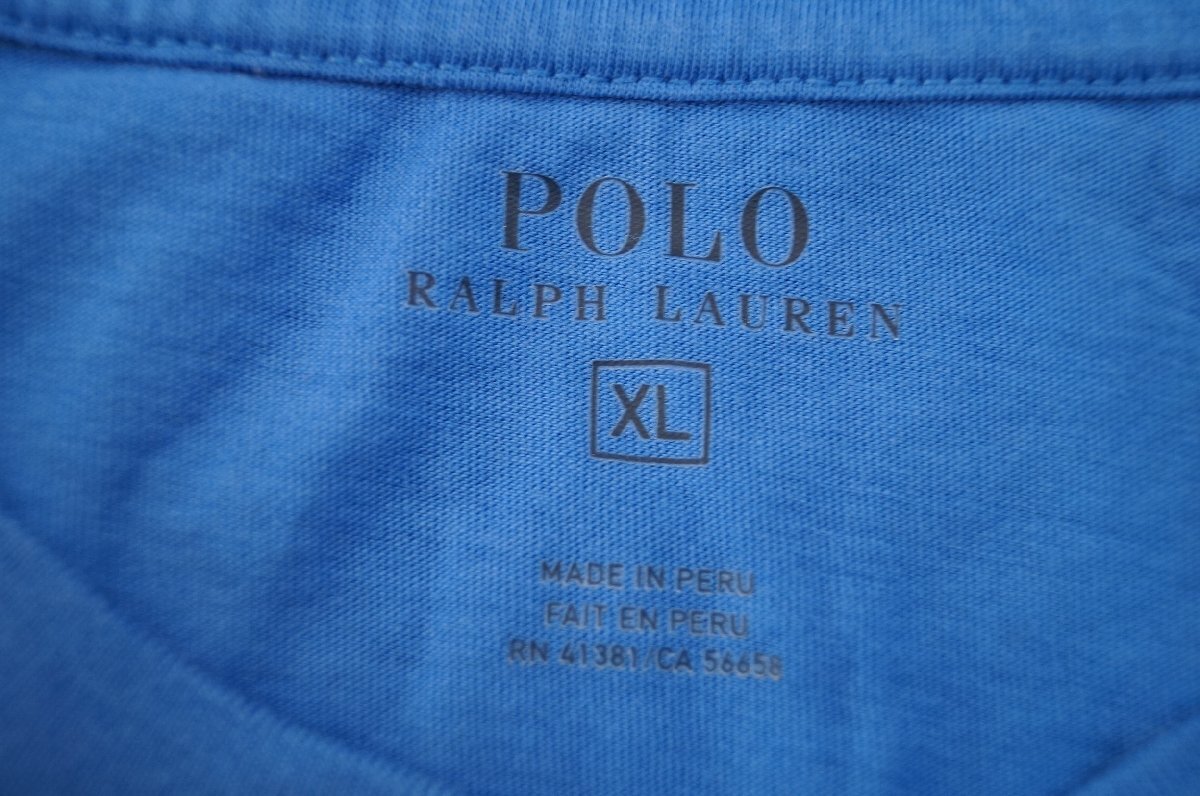 POLO
RALPH LAUREN
XL
MADE IN PERU
FAIT EN PERU
RN 41381/CA 56658